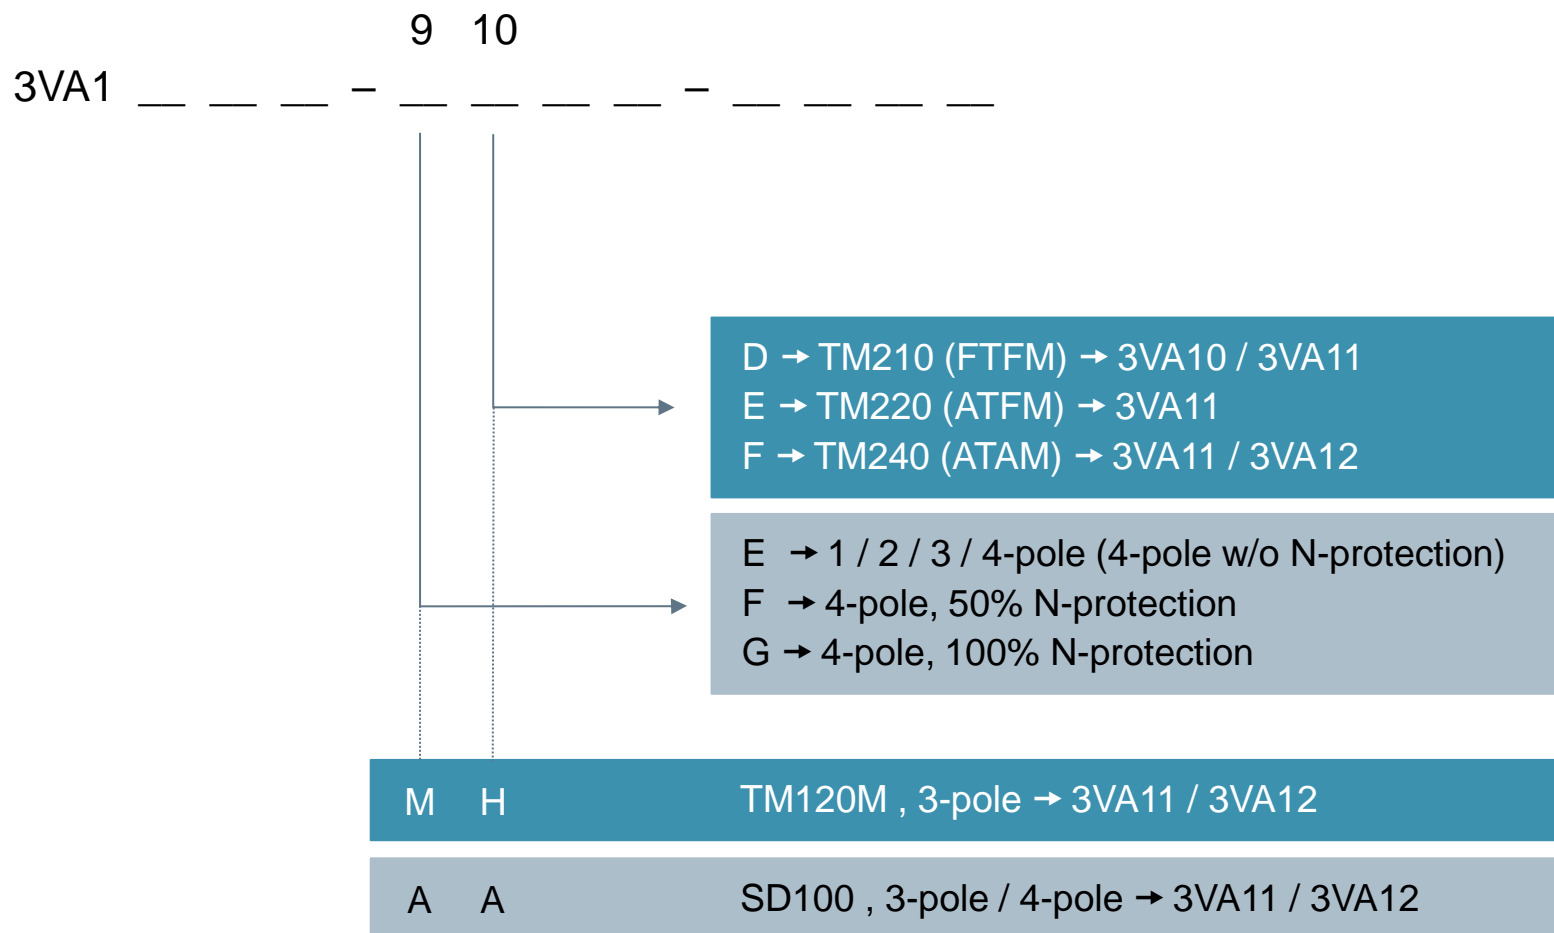 9 10
3VA1 __ __ __ – __ __ __ __ – __ __ __ __
D → TM210 (FTFM) → 3VA10 / 3VA11
E → TM220 (ATFM) → 3VA11
F → TM240 (ATAM) → 3VA11 / 3VA12
E → 1 / 2 / 3 / 4-pole (4-pole w/o N-protection)
F → 4-pole, 50% N-protection
G → 4-pole, 100% N-protection
M H TM120M , 3-pole → 3VA11 / 3VA12
A A SD100 , 3-pole / 4-pole → 3VA11 / 3VA12